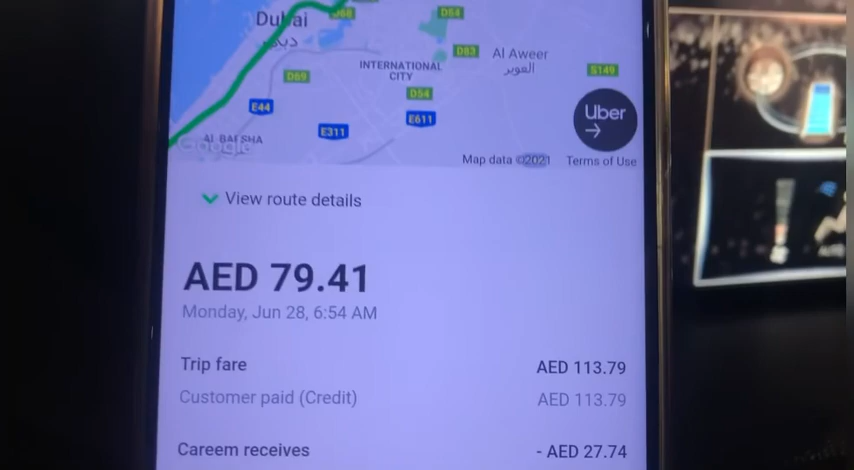 D68
D54
Dubai
دبي
D83
Al Aweer
العوير
INTERNATIONAL
CITY
D69
S149
D54
E44
Uber
E611
E311
AL BARSHA
Google
Map data ©2021 Terms of Use
View route details
AED 79.41
Monday, Jun 28, 6:54 AM
Trip fare AED 113.79
Customer paid (Credit) AED 113.79
Careem receives - AED 27.74